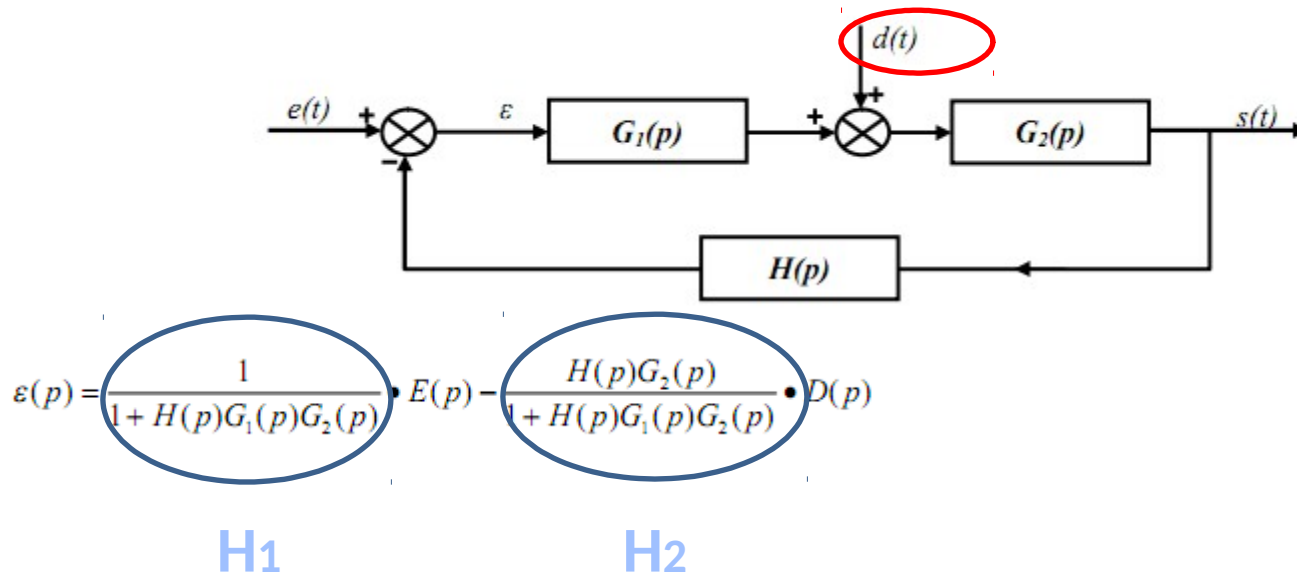 d(t)
e(t) + ε G₁(p) + + G₂(p) s(t)
−
H(p)
ε(p) = 1 / (1 + H(p)G₁(p)G₂(p)) • E(p) − H(p)G₂(p) / (1 + H(p)G₁(p)G₂(p)) • D(p)
H1 H2